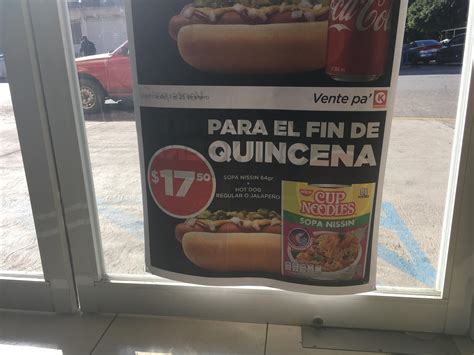 Coca-Cola
Vente pa' K
PARA EL FIN DE
QUINCENA
$17.50
SOPA NISSIN 64gr
+
HOT DOG
REGULAR O JALAPEÑO
CUP
NOODLES
SOPA NISSIN